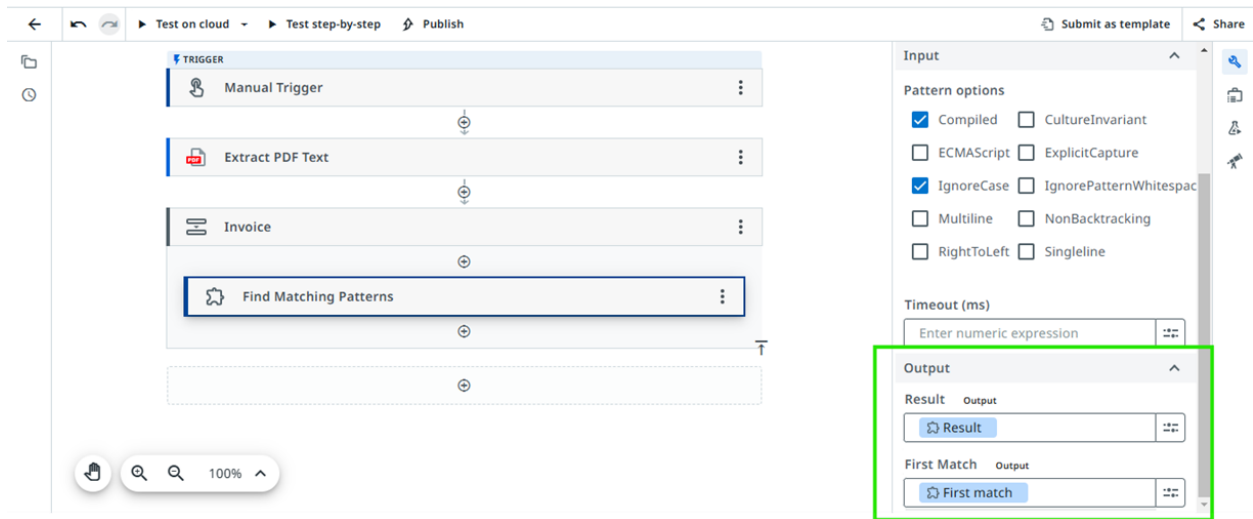 Test on cloud
Test step-by-step
Publish
Submit as template
Share
TRIGGER
Manual Trigger
Extract PDF Text
PDF
Invoice
Find Matching Patterns
100%
Input
Pattern options
Compiled CultureInvariant
ECMAScript ExplicitCapture
IgnoreCase IgnorePatternWhitespac
Multiline NonBacktracking
RightToLeft Singleline
Timeout (ms)
Enter numeric expression
Output
Result Output
Result
First Match Output
First match